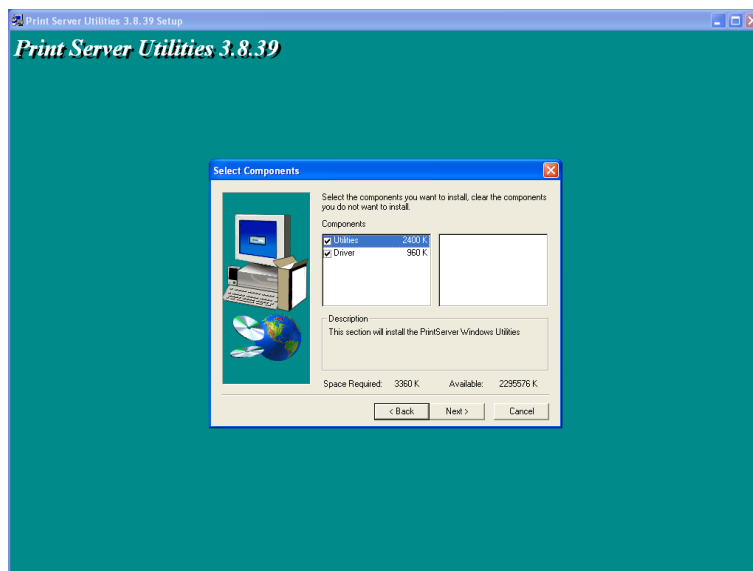 Print Server Utilities 3.8.39 Setup
Print Server Utilities 3.8.39
Select Components
Select the components you want to install, clear the components
you do not want to install.
Components
Utilities 2400 K
Driver 960 K
Description
This section will install the PrintServer Windows Utilities
Space Required: 3360 K Available: 2295576 K
< Back Next > Cancel